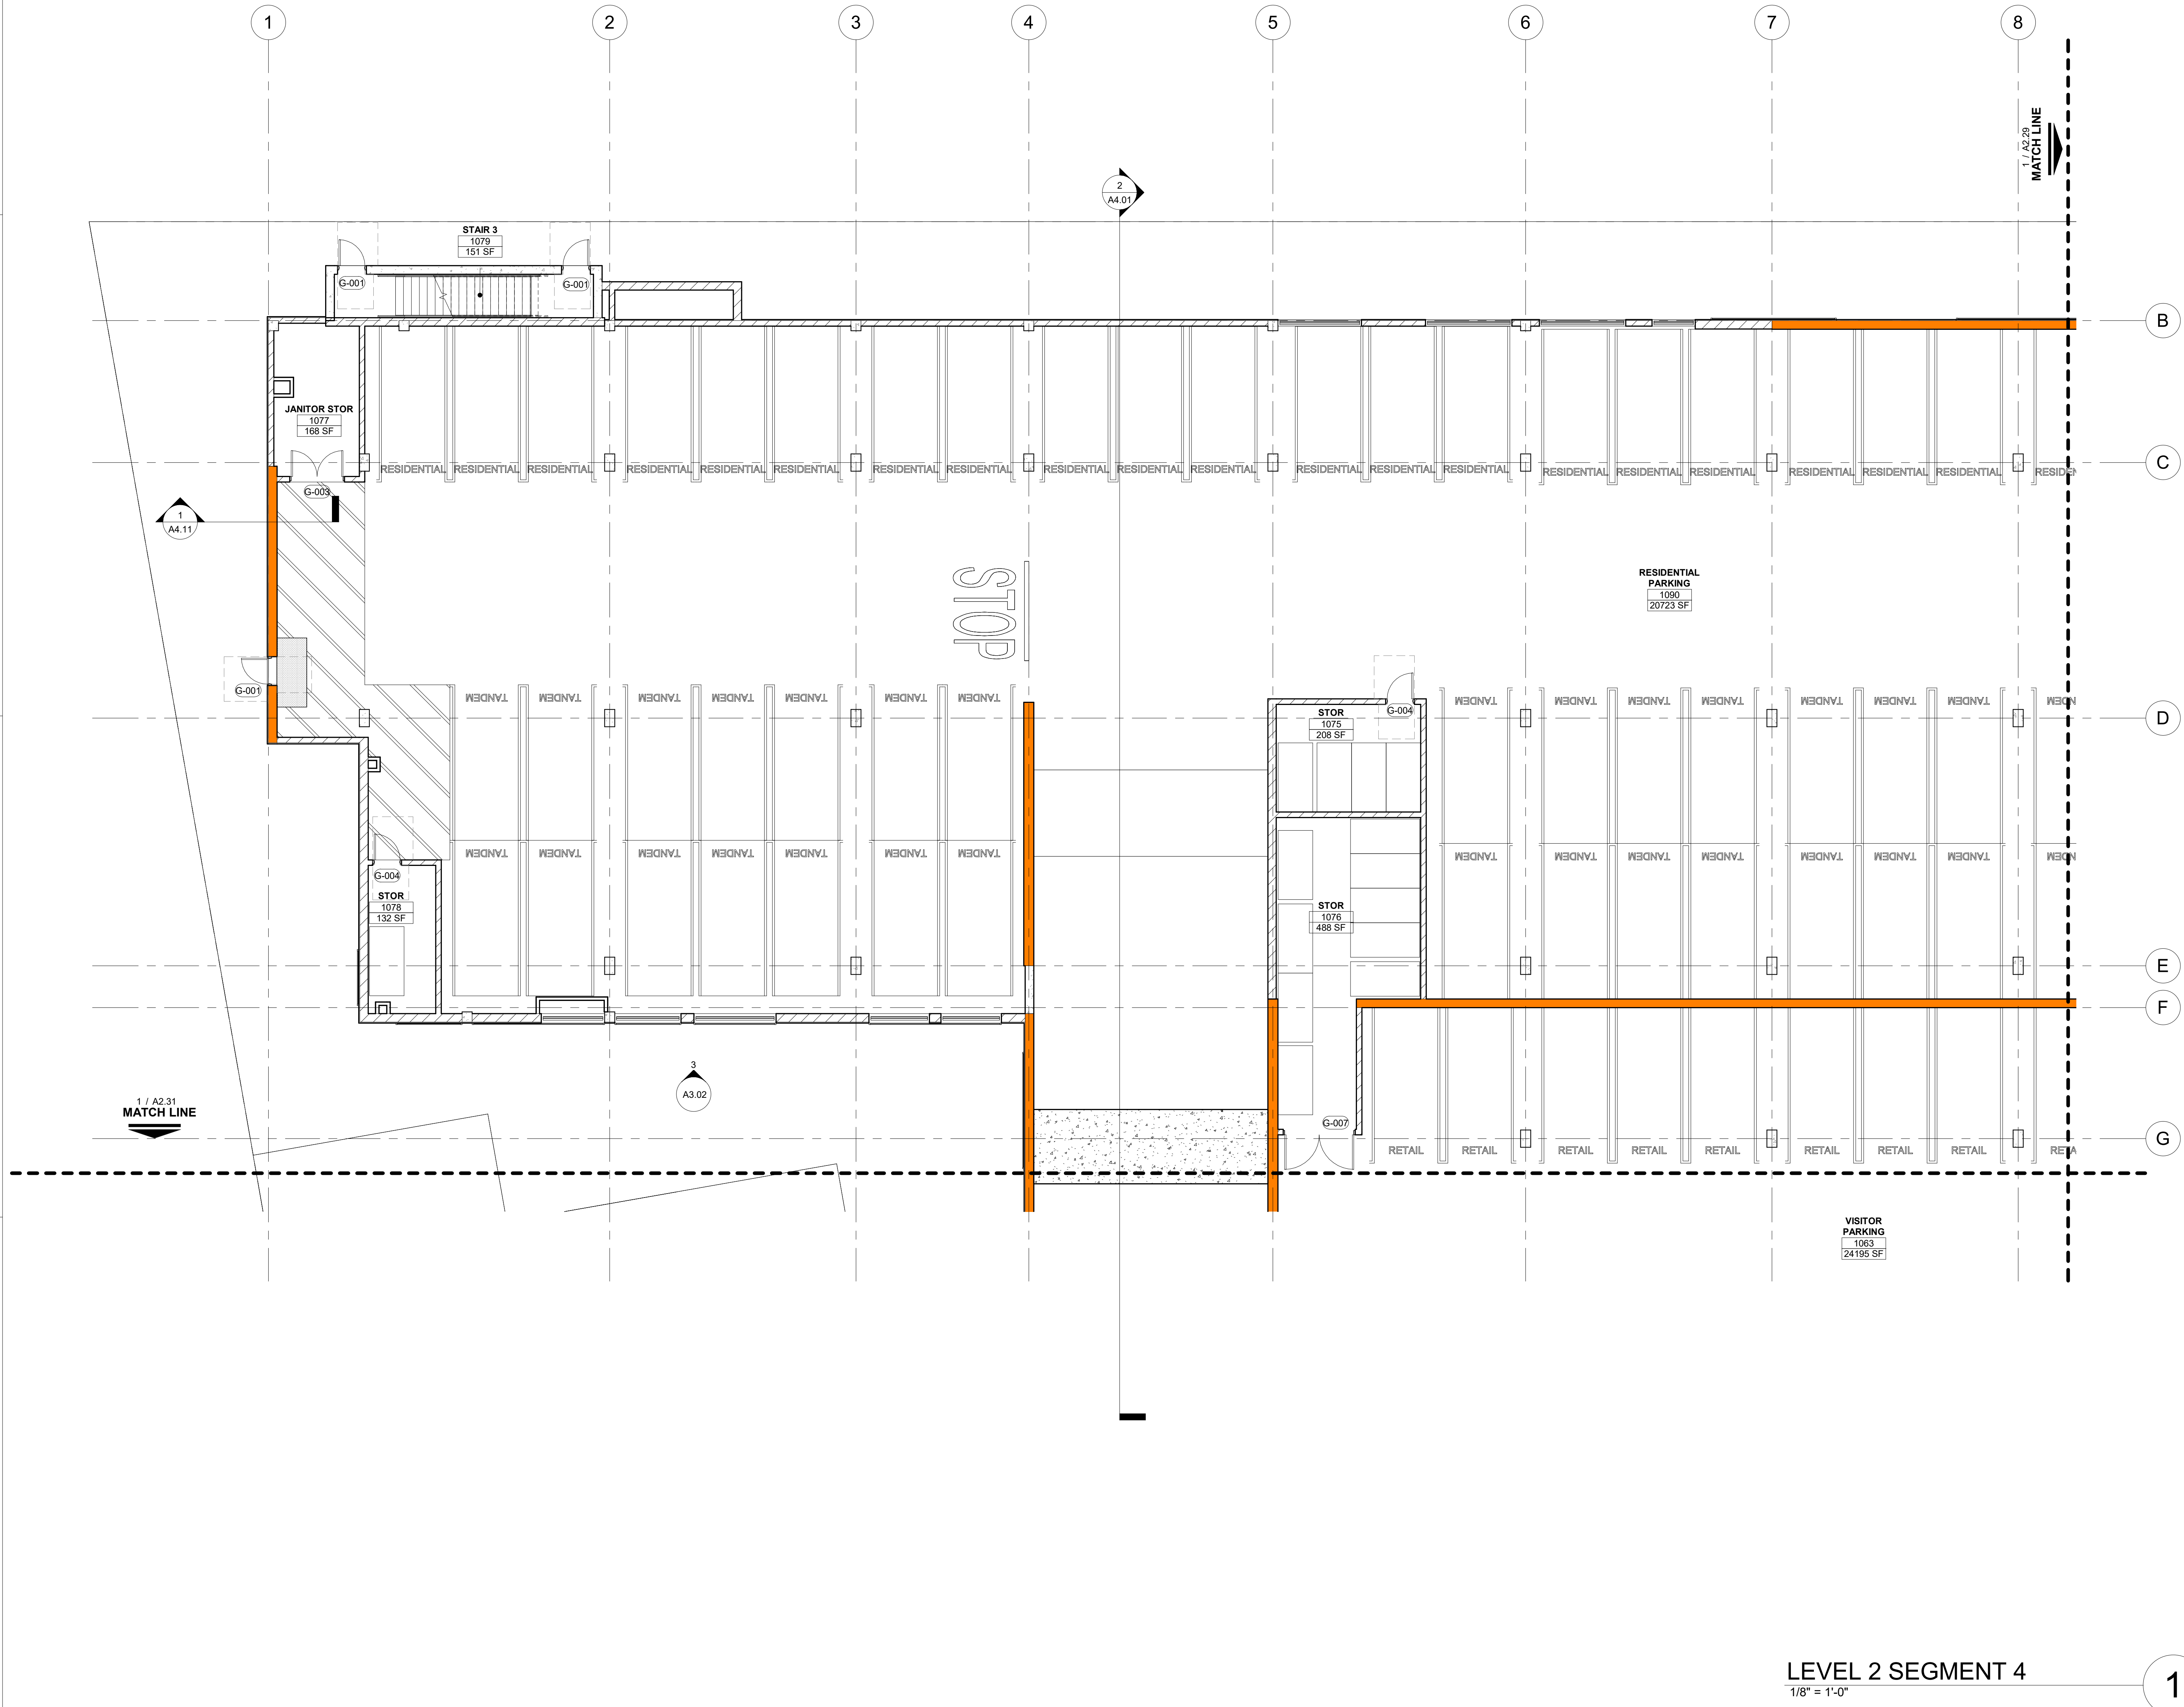 1 2 3 4 5 6 7 8
1 / A2.29
MATCH LINE
2
A4.01
STAIR 3
1079
151 SF
G-001
G-001
B
JANITOR STOR
1077
168 SF
C
RESIDENTIAL RESIDENTIAL RESIDENTIAL RESIDENTIAL RESIDENTIAL RESIDENTIAL RESIDENTIAL RESIDENTIAL RESIDENTIAL RESIDENTIAL RESIDENTIAL RESIDENTIAL RESIDENTIAL RESIDENTIAL RESIDENTIAL RESIDENTIAL RESIDENTIAL RESIDENTIAL RESIDENTIAL RESIDENTIAL RESIDEN
G-003
1
A4.11
STOP
RESIDENTIAL
PARKING
1090
20723 SF
G-001
TANDEM TANDEM TANDEM TANDEM TANDEM TANDEM TANDEM TANDEM TANDEM TANDEM TANDEM TANDEM TANDEM TANDEM NDEM
STOR
1075
208 SF
G-004
D
TANDEM TANDEM TANDEM TANDEM TANDEM TANDEM TANDEM TANDEM TANDEM TANDEM TANDEM TANDEM TANDEM TANDEM NDEM
G-004
STOR
1078
132 SF
STOR
1076
488 SF
E
F
3
A3.02
1 / A2.31
MATCH LINE
G-007
G
RETAIL RETAIL RETAIL RETAIL RETAIL RETAIL RETAIL RETAIL RETA
VISITOR
PARKING
1063
24195 SF
LEVEL 2 SEGMENT 4
1/8" = 1'-0"
1